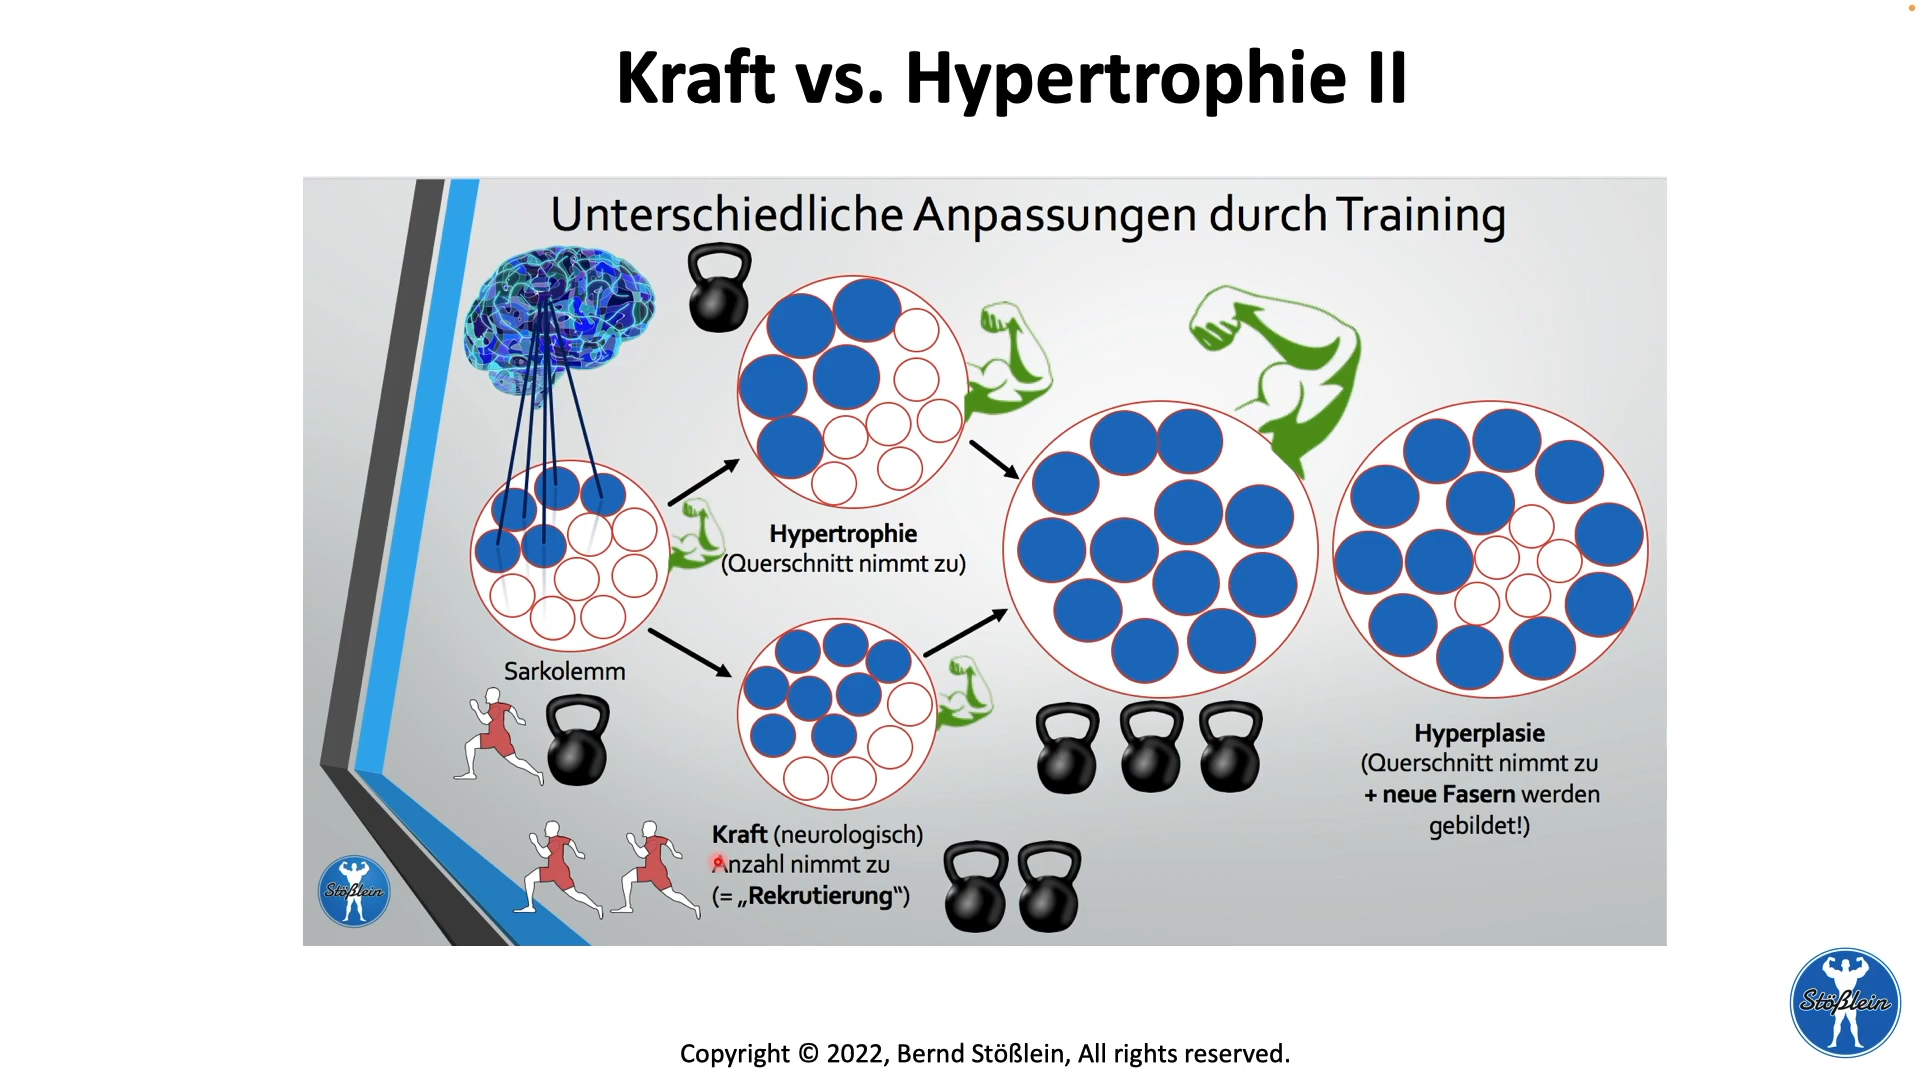 Kraft vs. Hypertrophie II
Unterschiedliche Anpassungen durch Training
Hypertrophie
(Querschnitt nimmt zu)
Sarkolemm
Hyperplasie
(Querschnitt nimmt zu
+ neue Fasern werden
gebildet!)
Kraft (neurologisch)
Anzahl nimmt zu
(= „Rekrutierung“)
Stößlein
Stößlein
Copyright © 2022, Bernd Stößlein, All rights reserved.